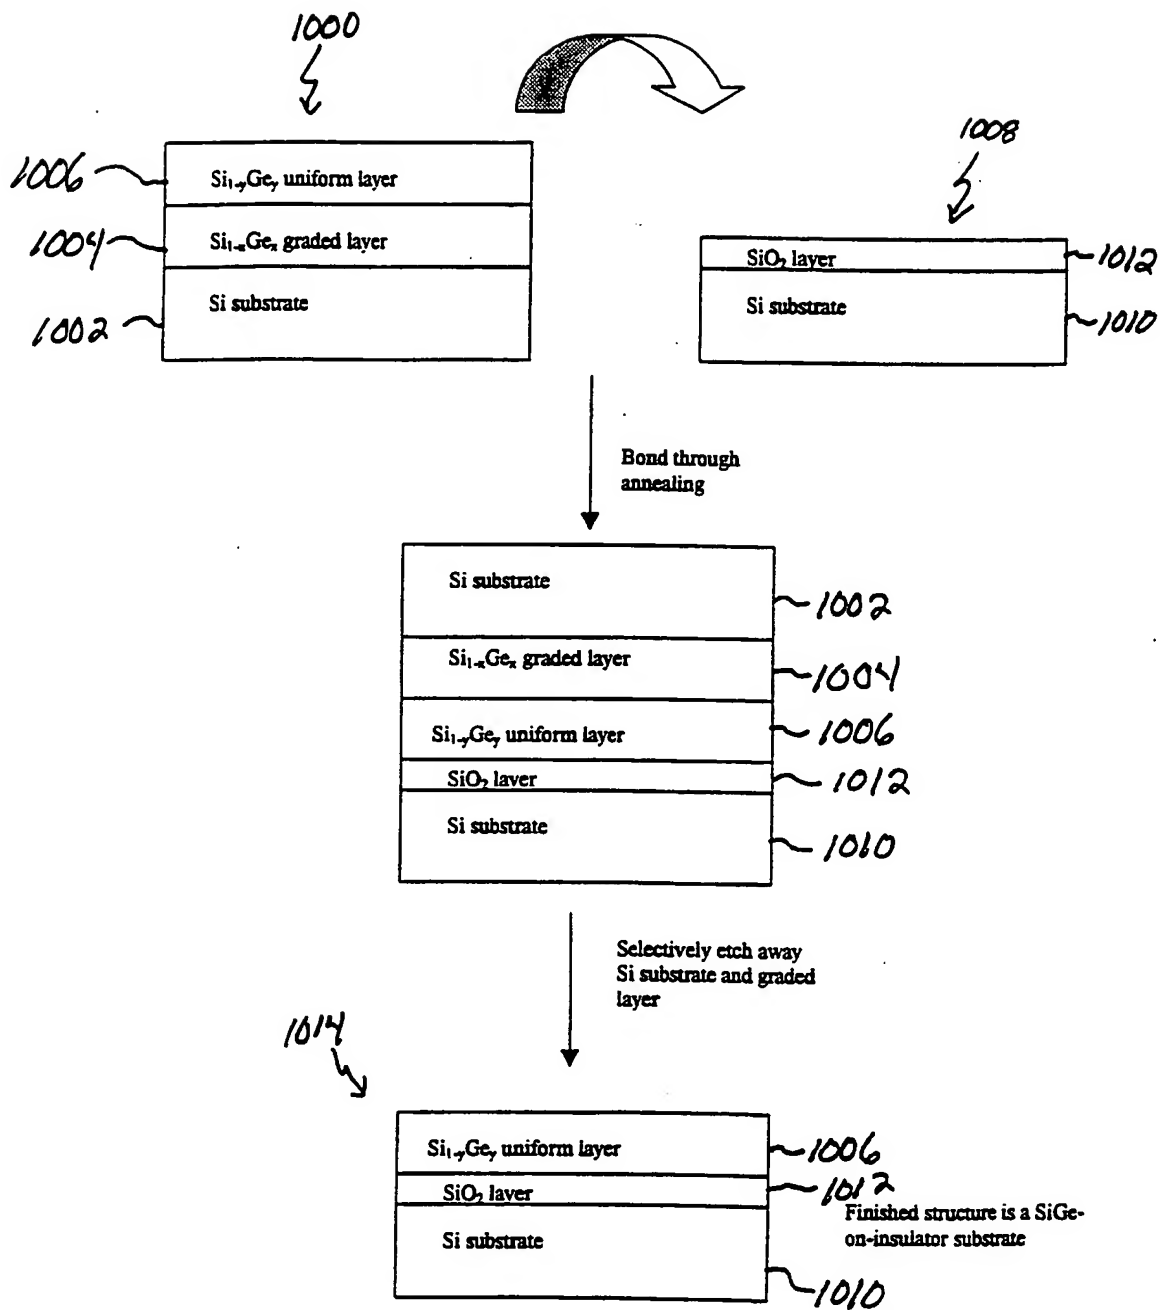 1000
1008
1006
Si₁₋yGey uniform layer
1004
Si₁₋ₓGeₓ graded layer
Si substrate
1002
SiO₂ layer
1012
Si substrate
1010
Bond through
annealing
Si substrate
1002
Si₁₋ₓGeₓ graded layer
1004
Si₁₋yGey uniform layer
1006
SiO₂ layer
1012
Si substrate
1010
Selectively etch away
Si substrate and graded
layer
1014
Si₁₋yGey uniform layer
1006
SiO₂ layer
1012
Finished structure is a SiGe-
on-insulator substrate
Si substrate
1010